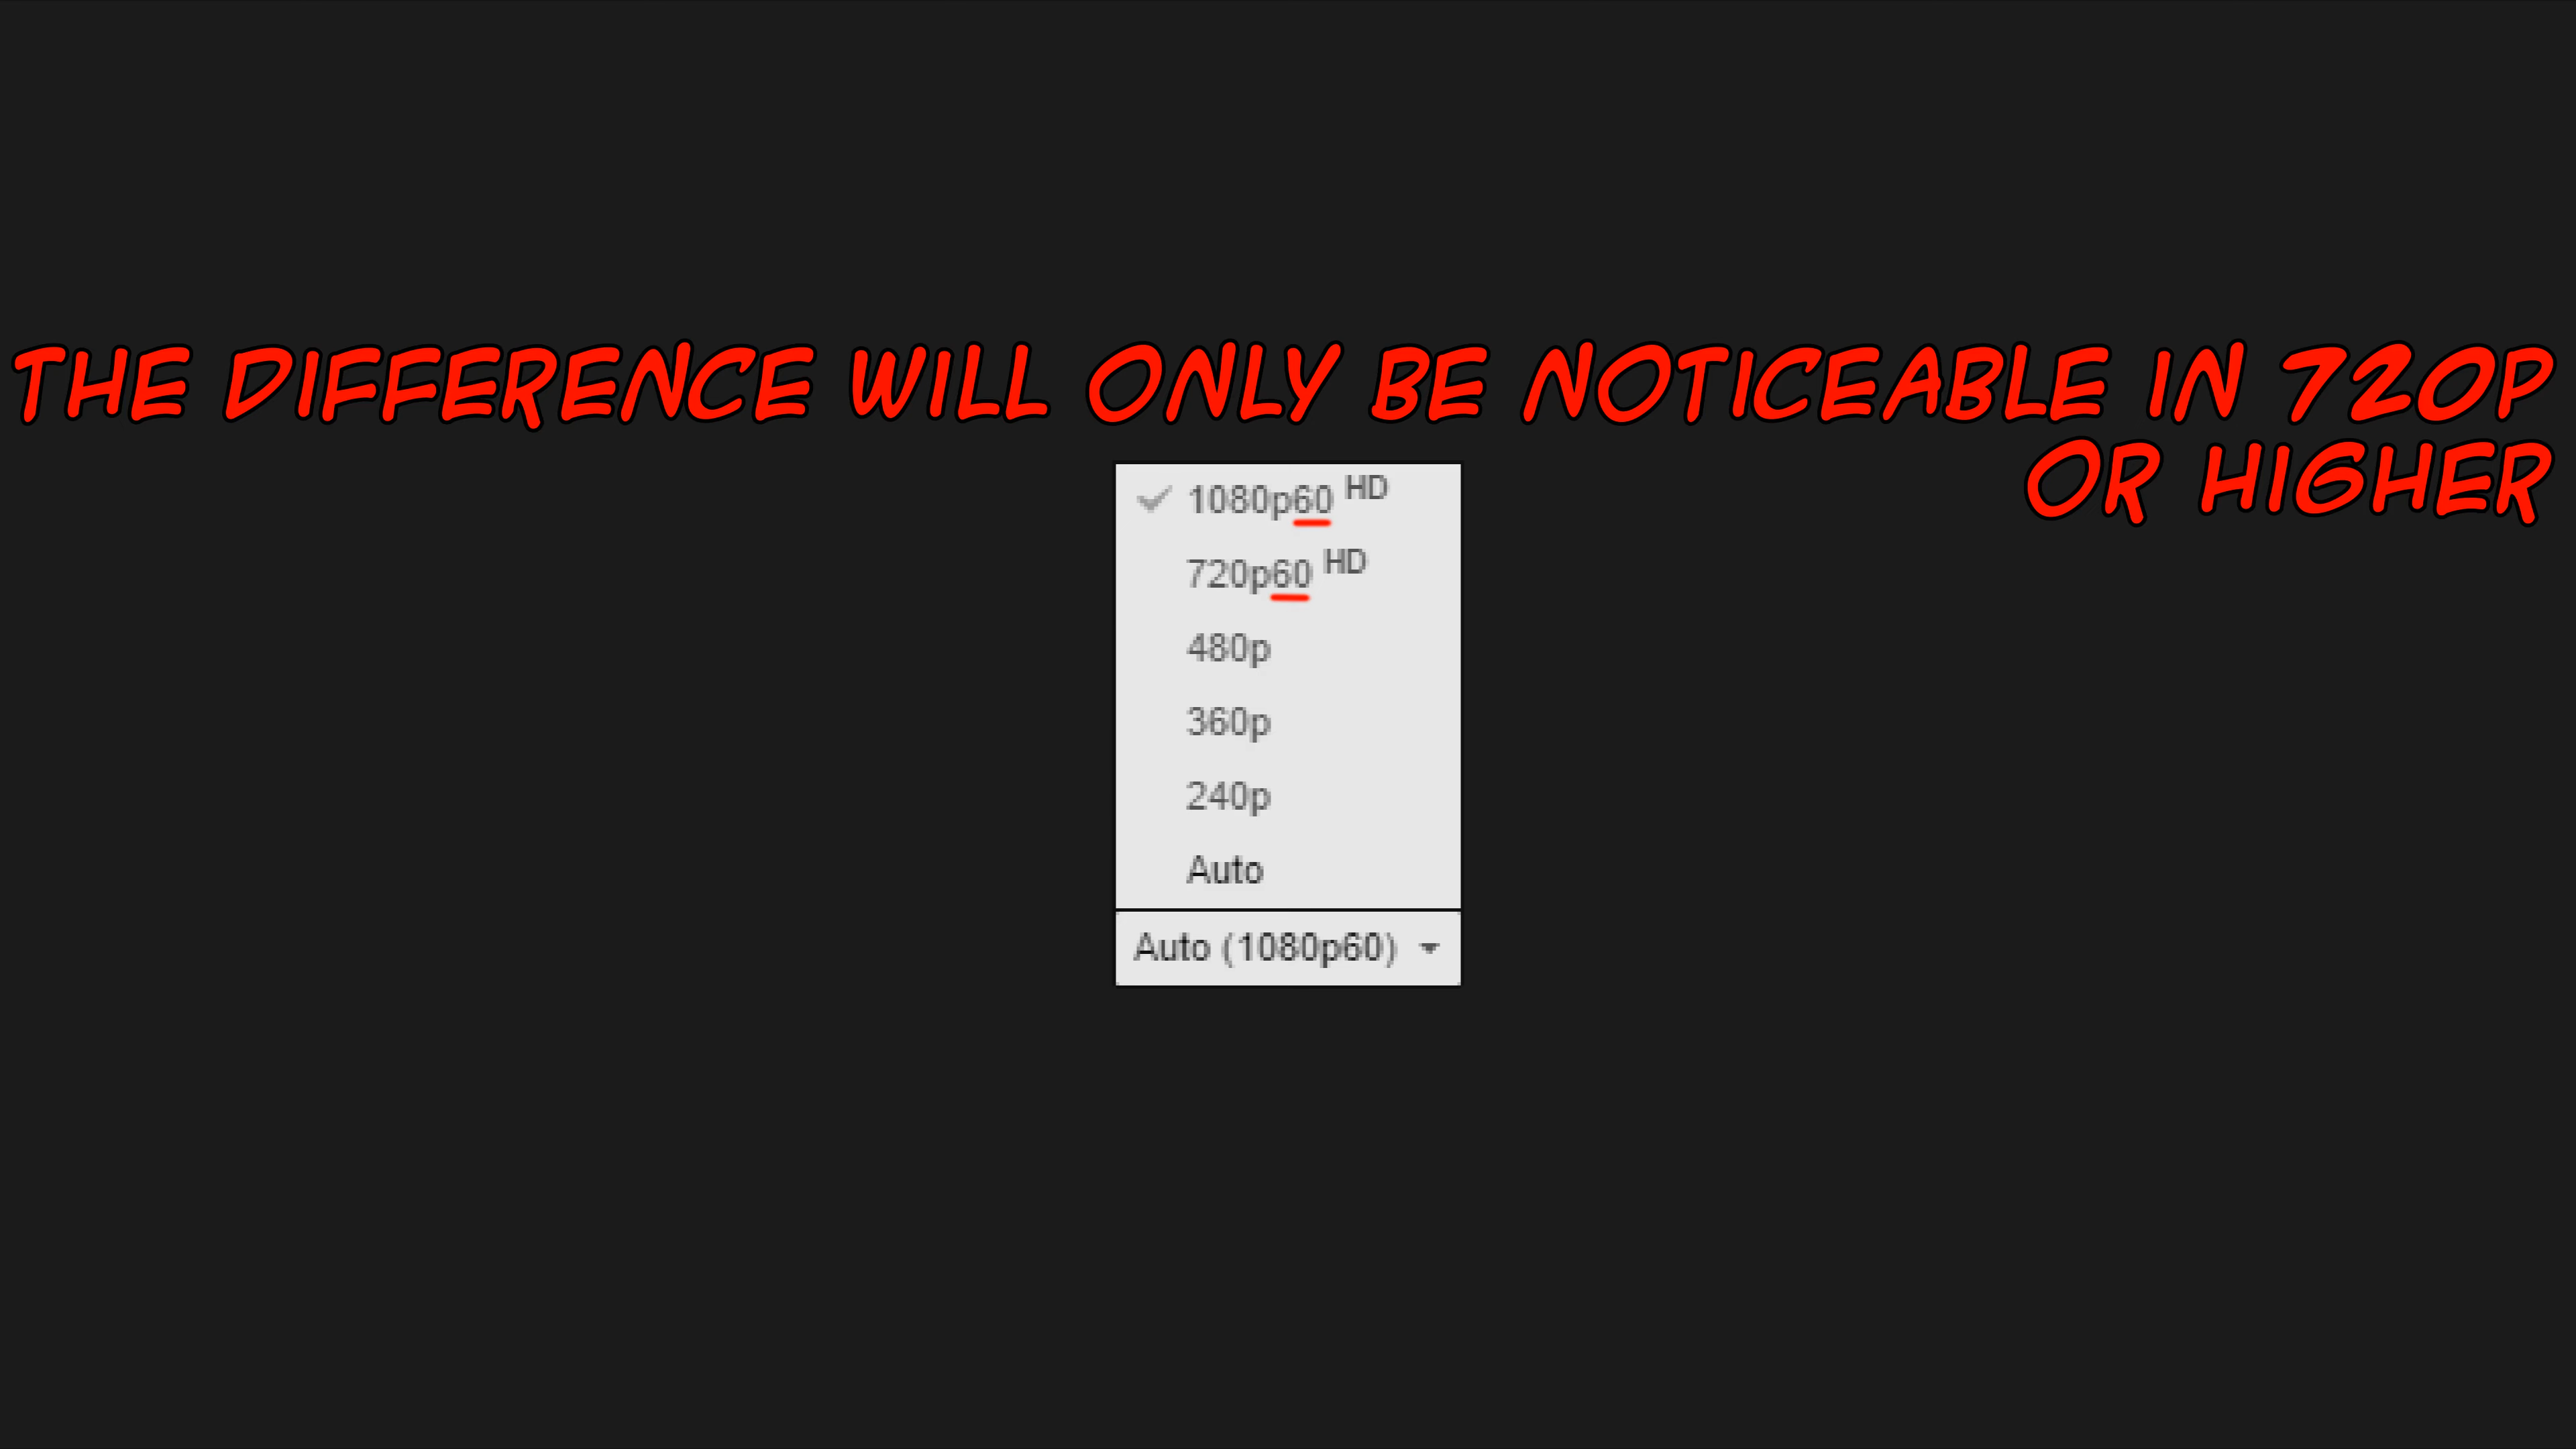 THE DIFFERENCE WILL ONLY BE NOTICEABLE IN 720P
OR HIGHER
1080p60 HD
720p60 HD
480p
360p
240p
Auto
Auto (1080p60)